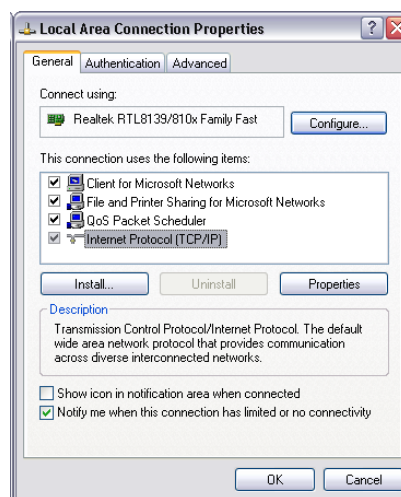 Local Area Connection Properties
General Authentication Advanced
Connect using:
Realtek RTL8139/810x Family Fast
Configure...
This connection uses the following items:
Client for Microsoft Networks
File and Printer Sharing for Microsoft Networks
QoS Packet Scheduler
Internet Protocol (TCP/IP)
Install... Uninstall Properties
Description
Transmission Control Protocol/Internet Protocol. The default
wide area network protocol that provides communication
across diverse interconnected networks.
Show icon in notification area when connected
Notify me when this connection has limited or no connectivity
OK Cancel